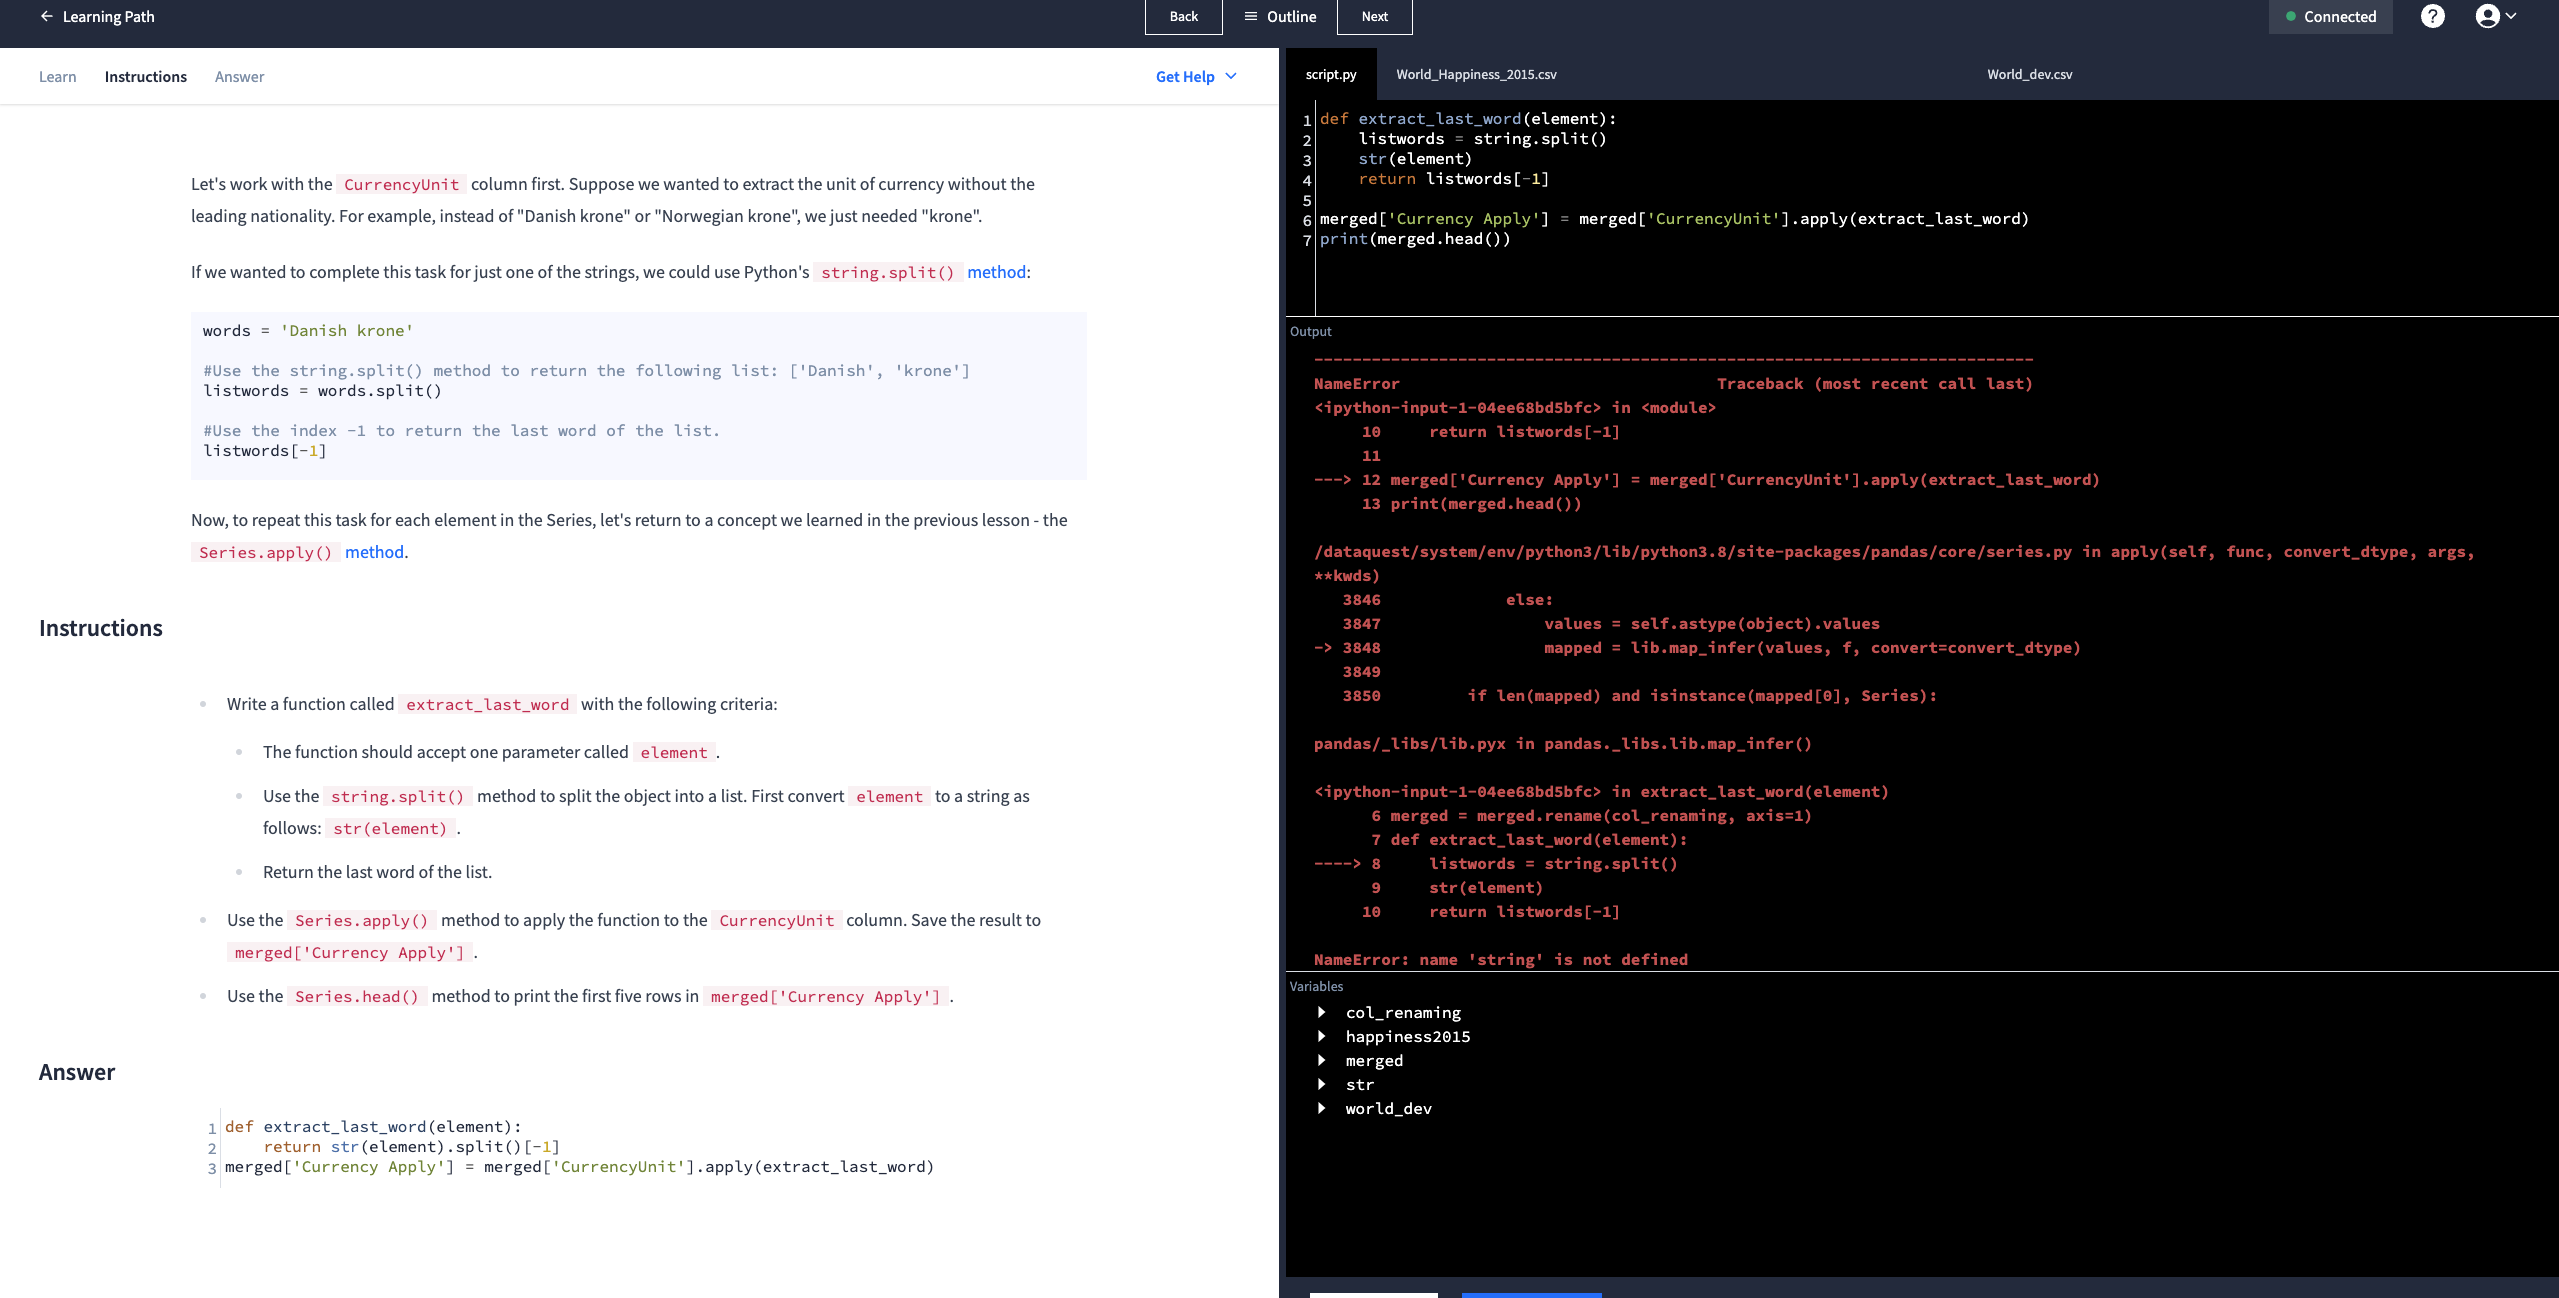 Learning Path
Back
Outline
Next
Connected
?
Learn Instructions Answer
Get Help
Let's work with the CurrencyUnit column first. Suppose we wanted to extract the unit of currency without the
leading nationality. For example, instead of "Danish krone" or "Norwegian krone", we just needed "krone".
If we wanted to complete this task for just one of the strings, we could use Python's string.split() method:
words = 'Danish krone'
#Use the string.split() method to return the following list: ['Danish', 'krone']
listwords = words.split()
#Use the index -1 to return the last word of the list.
listwords[-1]
Now, to repeat this task for each element in the Series, let's return to a concept we learned in the previous lesson - the
Series.apply() method.
Instructions
Write a function called extract_last_word with the following criteria:
The function should accept one parameter called element .
Use the string.split() method to split the object into a list. First convert element to a string as
follows: str(element) .
Return the last word of the list.
Use the Series.apply() method to apply the function to the CurrencyUnit column. Save the result to
merged['Currency Apply'] .
Use the Series.head() method to print the first five rows in merged['Currency Apply'] .
Answer
1 def extract_last_word(element):
2     return str(element).split()[-1]
3 merged['Currency Apply'] = merged['CurrencyUnit'].apply(extract_last_word)
script.py World_Happiness_2015.csv World_dev.csv
1 def extract_last_word(element):
2     listwords = string.split()
3     str(element)
4     return listwords[-1]
5
6 merged['Currency Apply'] = merged['CurrencyUnit'].apply(extract_last_word)
7 print(merged.head())
Output
---------------------------------------------------------------------------
NameError                                 Traceback (most recent call last)
<ipython-input-1-04ee68bd5bfc> in <module>
     10     return listwords[-1]
     11
---> 12 merged['Currency Apply'] = merged['CurrencyUnit'].apply(extract_last_word)
     13 print(merged.head())
/dataquest/system/env/python3/lib/python3.8/site-packages/pandas/core/series.py in apply(self, func, convert_dtype, args,
**kwds)
   3846             else:
   3847                 values = self.astype(object).values
-> 3848                 mapped = lib.map_infer(values, f, convert=convert_dtype)
   3849
   3850         if len(mapped) and isinstance(mapped[0], Series):
pandas/_libs/lib.pyx in pandas._libs.lib.map_infer()
<ipython-input-1-04ee68bd5bfc> in extract_last_word(element)
      6 merged = merged.rename(col_renaming, axis=1)
      7 def extract_last_word(element):
----> 8     listwords = string.split()
      9     str(element)
     10     return listwords[-1]
NameError: name 'string' is not defined
Variables
col_renaming
happiness2015
merged
str
world_dev